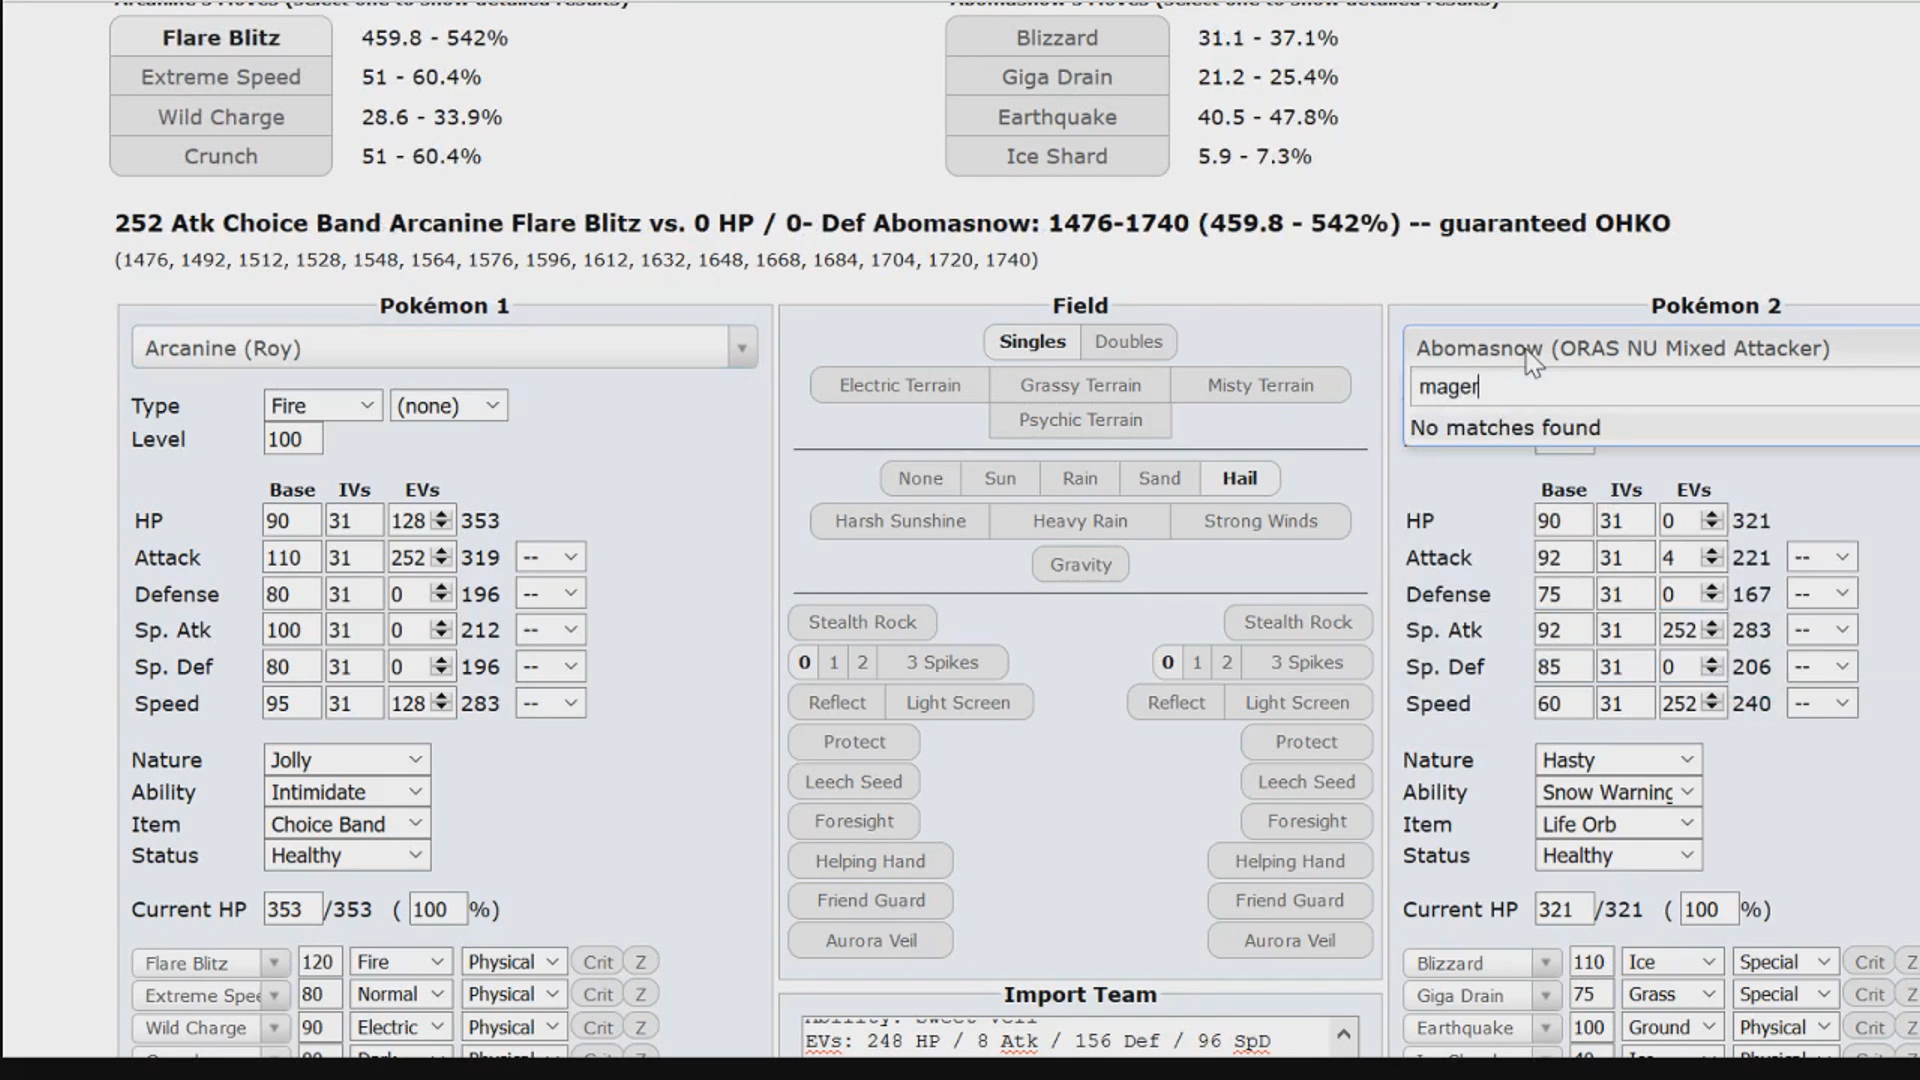 Flare Blitz 459.8 - 542% Blizzard 31.1 - 37.1%
Extreme Speed 51 - 60.4% Giga Drain 21.2 - 25.4%
Wild Charge 28.6 - 33.9% Earthquake 40.5 - 47.8%
Crunch 51 - 60.4% Ice Shard 5.9 - 7.3%
252 Atk Choice Band Arcanine Flare Blitz vs. 0 HP / 0- Def Abomasnow: 1476-1740 (459.8 - 542%) -- guaranteed OHKO
(1476, 1492, 1512, 1528, 1548, 1564, 1576, 1596, 1612, 1632, 1648, 1668, 1684, 1704, 1720, 1740)
Pokémon 1
Arcanine (Roy)
Type Fire (none)
Level 100
Base IVs EVs
HP 90 31 128 353
Attack 110 31 252 319 --
Defense 80 31 0 196 --
Sp. Atk 100 31 0 212 --
Sp. Def 80 31 0 196 --
Speed 95 31 128 283 --
Nature Jolly
Ability Intimidate
Item Choice Band
Status Healthy
Current HP 353 /353 ( 100 %)
Flare Blitz 120 Fire Physical Crit Z
Extreme Spee 80 Normal Physical Crit Z
Wild Charge 90 Electric Physical Crit Z
Field
Singles Doubles
Electric Terrain Grassy Terrain Misty Terrain
Psychic Terrain
None Sun Rain Sand Hail
Harsh Sunshine Heavy Rain Strong Winds
Gravity
Stealth Rock Stealth Rock
0 1 2 3 Spikes 0 1 2 3 Spikes
Reflect Light Screen Reflect Light Screen
Protect Protect
Leech Seed Leech Seed
Foresight Foresight
Helping Hand Helping Hand
Friend Guard Friend Guard
Aurora Veil Aurora Veil
Import Team
Ability: Sweet Veil
EVs: 248 HP / 8 Atk / 156 Def / 96 SpD
Pokémon 2
Abomasnow (ORAS NU Mixed Attacker)
mager
No matches found
Base IVs EVs
HP 90 31 0 321
Attack 92 31 4 221 --
Defense 75 31 0 167 --
Sp. Atk 92 31 252 283 --
Sp. Def 85 31 0 206 --
Speed 60 31 252 240 --
Nature Hasty
Ability Snow Warning
Item Life Orb
Status Healthy
Current HP 321 /321 ( 100 %)
Blizzard 110 Ice Special Crit Z
Giga Drain 75 Grass Special Crit Z
Earthquake 100 Ground Physical Crit Z